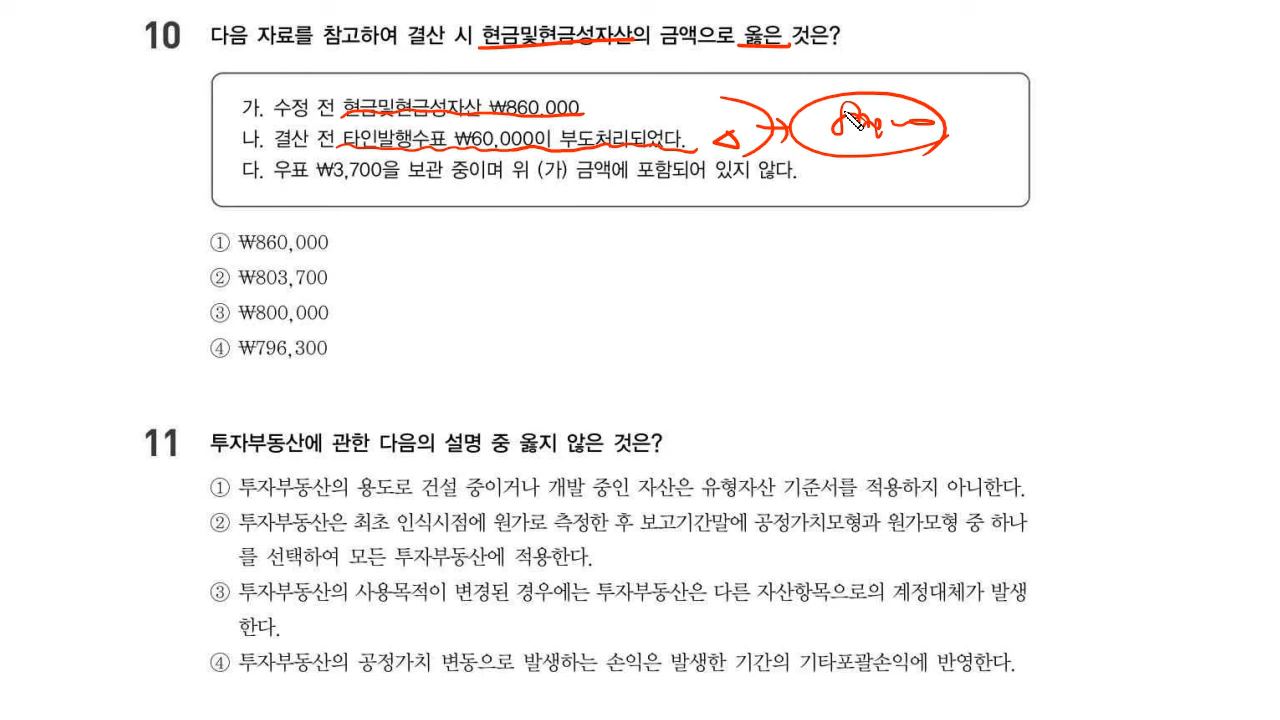 10 다음 자료를 참고하여 결산 시 현금및현금성자산의 금액으로 옳은 것은?
가. 수정 전 현금및현금성자산 ₩860,000
나. 결산 전 타인발행수표 ₩60,000이 부도처리되었다.
다. 우표 ₩3,700을 보관 중이며 위 (가) 금액에 포함되어 있지 않다.
① ₩860,000
② ₩803,700
③ ₩800,000
④ ₩796,300
11 투자부동산에 관한 다음의 설명 중 옳지 않은 것은?
① 투자부동산의 용도로 건설 중이거나 개발 중인 자산은 유형자산 기준서를 적용하지 아니한다.
② 투자부동산은 최초 인식시점에 원가로 측정한 후 보고기간말에 공정가치모형과 원가모형 중 하나
를 선택하여 모든 투자부동산에 적용한다.
③ 투자부동산의 사용목적이 변경된 경우에는 투자부동산은 다른 자산항목으로의 계정대체가 발생
한다.
④ 투자부동산의 공정가치 변동으로 발생하는 손익은 발생한 기간의 기타포괄손익에 반영한다.